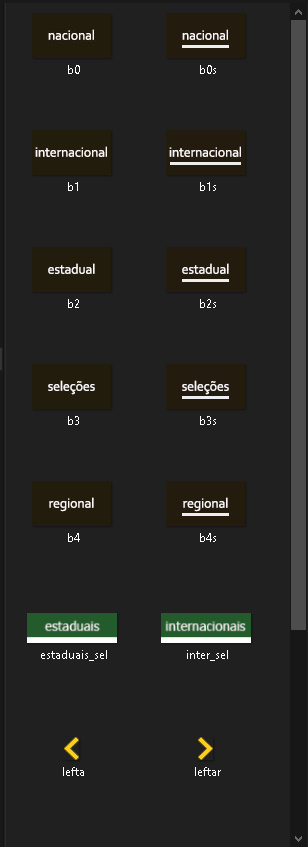 nacional nacional
b0 b0s
internacional internacional
b1 b1s
estadual estadual
b2 b2s
seleções seleções
b3 b3s
regional regional
b4 b4s
estaduais internacionais
estaduais_sel inter_sel
lefta leftar